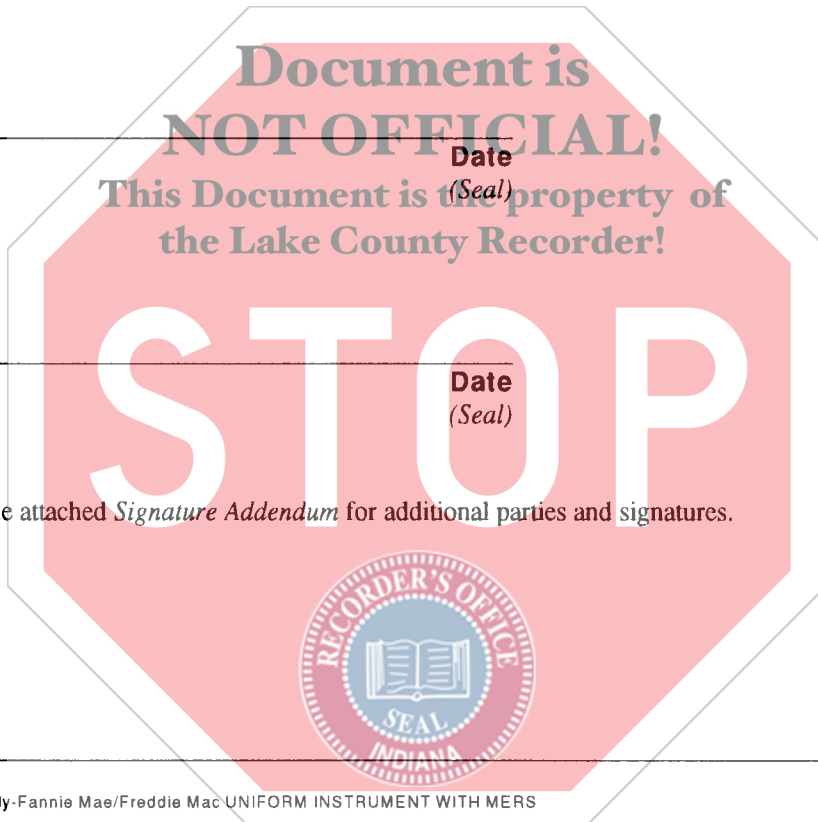 Document is
NOT OFFICIAL!
Date
This Document is the property of
(Seal)
the Lake County Recorder!
STOP
Date
(Seal)
attached Signature Addendum for additional parties and signatures.
RECORDER'S OFFICE
SEAL
INDIANA
-Fannie Mae/Freddie Mac UNIFORM INSTRUMENT WITH MERS